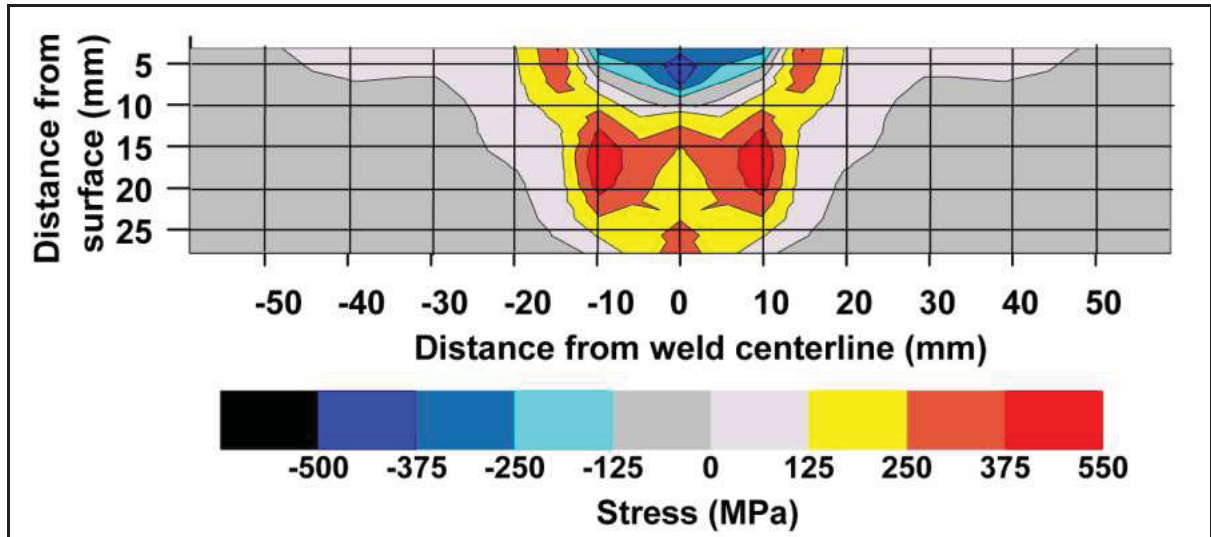 Distance from
surface (mm)
5
10
15
20
25
-50 -40 -30 -20 -10 0 10 20 30 40 50
Distance from weld centerline (mm)
-500 -375 -250 -125 0 125 250 375 550
Stress (MPa)